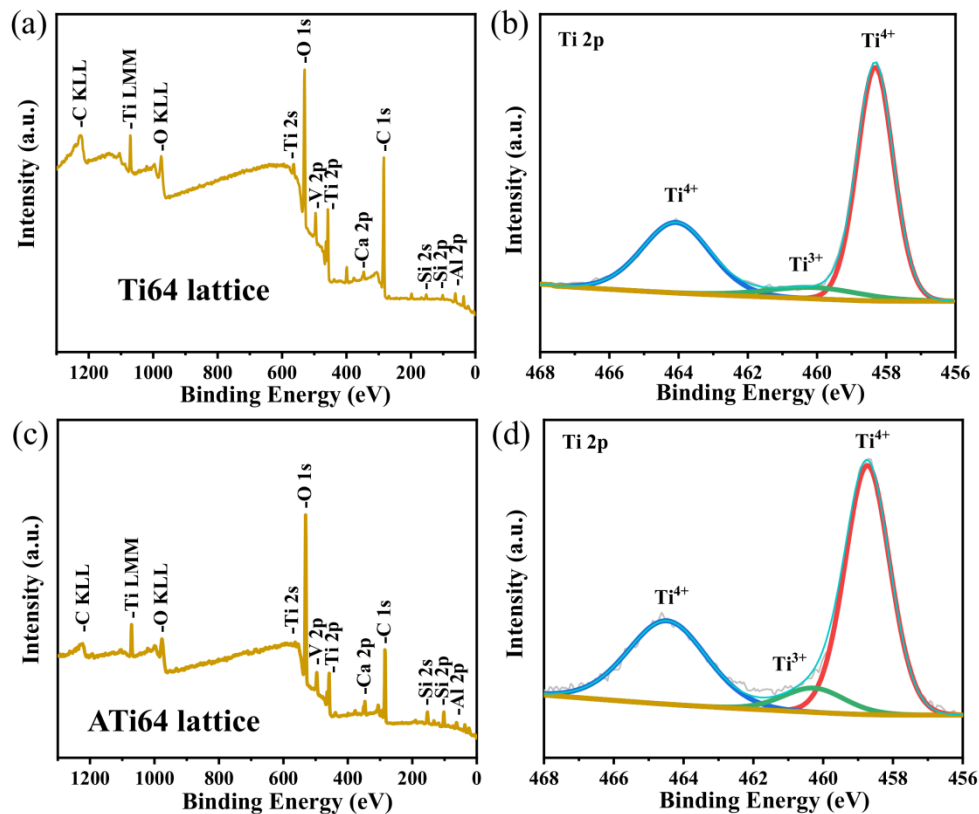 (a)
Intensity (a.u.)
-C KLL
-Ti LMM
-O KLL
-Ti 2s
-O 1s
-V 2p
-Ti 2p
-Ca 2p
-C 1s
-Si 2s
-Si 2p
-Al 2p
Ti64 lattice
1200 1000 800 600 400 200 0
Binding Energy (eV)
(b)
Intensity (a.u.)
Ti 2p
Ti⁴⁺
Ti⁴⁺
Ti³⁺
468 466 464 462 460 458 456
Binding Energy (eV)
(c)
Intensity (a.u.)
-C KLL
-Ti LMM
-O KLL
-Ti 2s
-O 1s
-V 2p
-Ti 2p
-Ca 2p
-C 1s
-Si 2s
-Si 2p
-Al 2p
ATi64 lattice
1200 1000 800 600 400 200 0
Binding Energy (eV)
(d)
Intensity (a.u.)
Ti 2p
Ti⁴⁺
Ti⁴⁺
Ti³⁺
468 466 464 462 460 458 456
Binding Energy (eV)